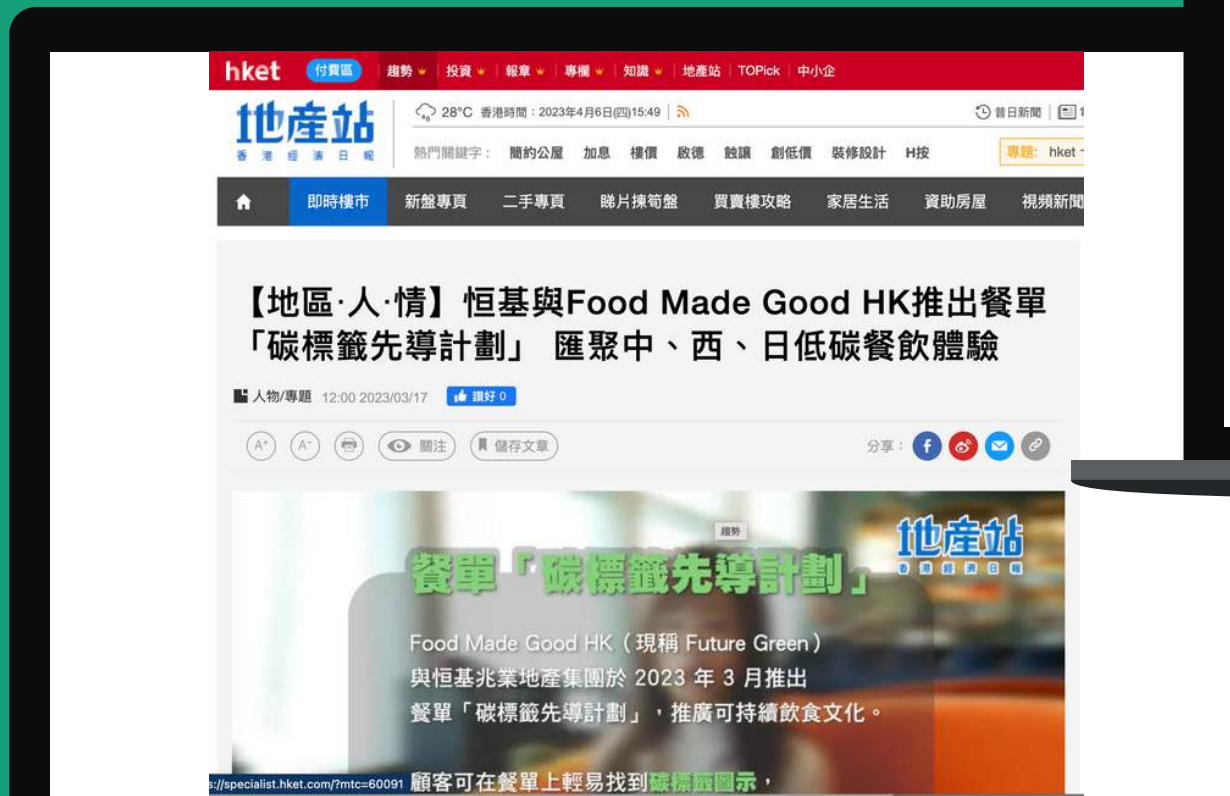 hket 付費區 趨勢 投資 報章 專欄 知識 地產站 TOPick 中小企
地產站
香港經濟日報
28°C 香港時間：2023年4月6日(四)15:49
昔日新聞
熱門關鍵字： 簡約公屋 加息 樓價 啟德 蝕讓 創低價 裝修設計 H按
專題: hket
即時樓市 新盤專頁 二手專頁 睇片揀筍盤 買賣樓攻略 家居生活 資助房屋 視頻新聞
【地區·人·情】恒基與Food Made Good HK推出餐單
「碳標籤先導計劃」 匯聚中、西、日低碳餐飲體驗
人物/專題 12:00 2023/03/17 讚好 0
A+ A- 關注 儲存文章 分享：
地產站
香港經濟日報
趨勢
餐單「碳標籤先導計劃」
Food Made Good HK（現稱 Future Green）
與恒基兆業地產集團於 2023 年 3 月推出
餐單「碳標籤先導計劃」，推廣可持續飲食文化。
顧客可在餐單上輕易找到碳標籤圖示，
s://specialist.hket.com/?mtc=60091